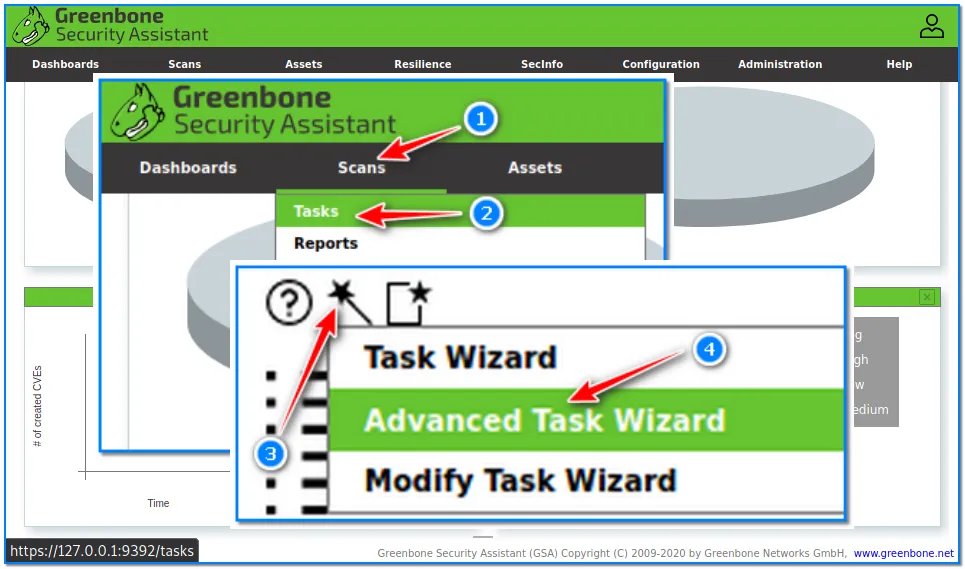 Greenbone
Security Assistant
Dashboards Scans Assets Resilience SecInfo Configuration Administration Help
Greenbone
Security Assistant
1
Dashboards Scans Assets
Tasks
2
Reports
?
Task Wizard
4
Advanced Task Wizard
3
Modify Task Wizard
# of created CVEs
Time
https://127.0.0.1:9392/tasks
Greenbone Security Assistant (GSA) Copyright (C) 2009-2020 by Greenbone Networks GmbH, www.greenbone.net